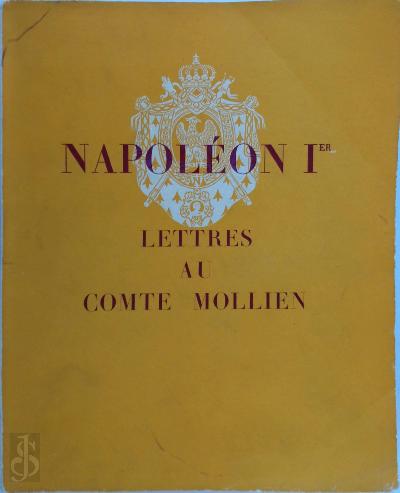 NAPOLÉON IER
LETTRES
AU
COMTE MOLLIEN